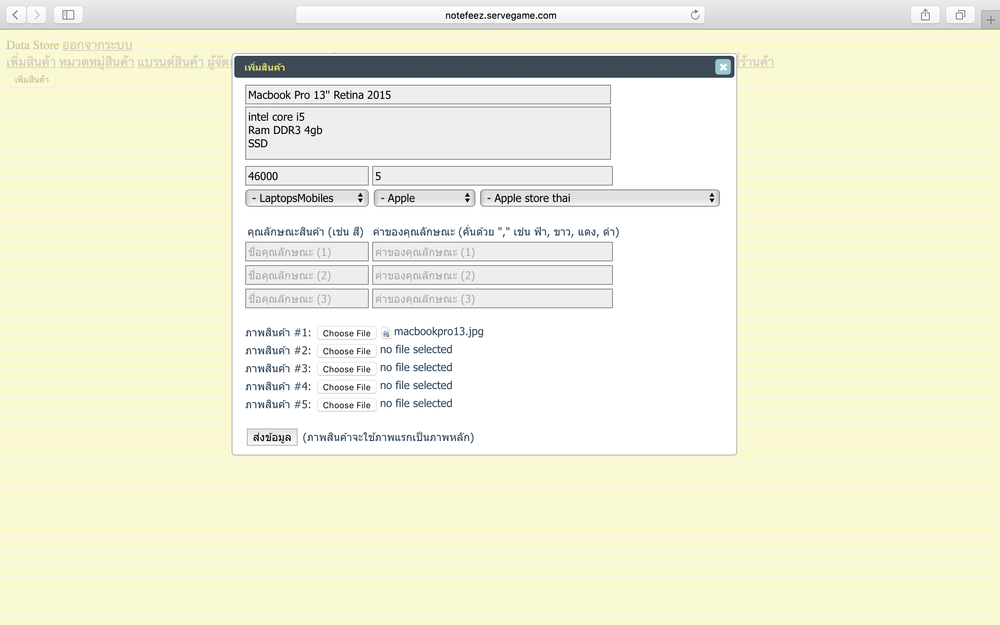 notefeez.servegame.com
Data Store ออกจากระบบ
เพิ่มสินค้า หมวดหมู่สินค้า แบรนด์สินค้า
เพิ่มสินค้า
เพิ่มสินค้า
Macbook Pro 13" Retina 2015
intel core i5
Ram DDR3 4gb
SSD
46000 5
- LaptopsMobiles - Apple - Apple store thai
คุณลักษณะสินค้า (เช่น สี) ค่าของคุณลักษณะ (คั่นด้วย "," เช่น ฟ้า, ขาว, แดง, ดำ)
ชื่อคุณลักษณะ (1) ค่าของคุณลักษณะ (1)
ชื่อคุณลักษณะ (2) ค่าของคุณลักษณะ (2)
ชื่อคุณลักษณะ (3) ค่าของคุณลักษณะ (3)
ภาพสินค้า #1: Choose File macbookpro13.jpg
ภาพสินค้า #2: Choose File no file selected
ภาพสินค้า #3: Choose File no file selected
ภาพสินค้า #4: Choose File no file selected
ภาพสินค้า #5: Choose File no file selected
ส่งข้อมูล (ภาพสินค้าจะใช้ภาพแรกเป็นภาพหลัก)